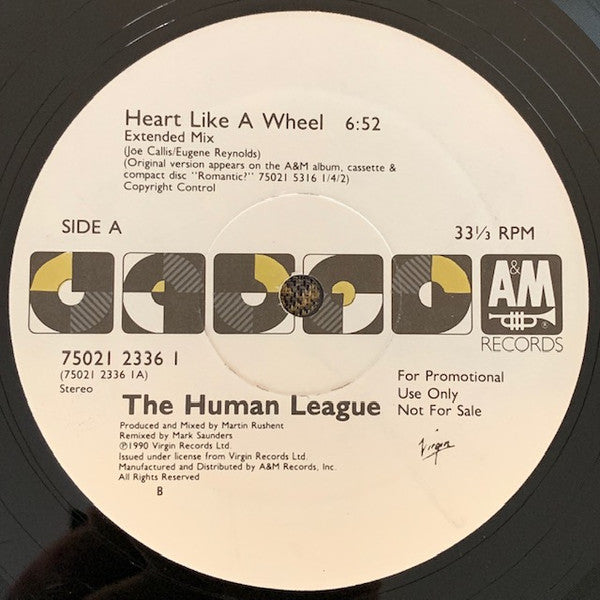 Heart Like A Wheel 6:52
Extended Mix
(Joe Callis/Eugene Reynolds)
(Original version appears on the A&M album, cassette &
compact disc "Romantic?" 75021 5316 1/4/2)
Copyright Control
SIDE A
33⅓ RPM
A&M
®
RECORDS
75021 2336 1
(75021 2336 1A)
Stereo
For Promotional
Use Only
Not For Sale
The Human League
Produced and Mixed by Martin Rushent
Remixed by Mark Saunders
℗1990 Virgin Records Ltd.
Issued under license from Virgin Records Ltd.
Manufactured and Distributed by A&M Records, Inc.
All Rights Reserved
B
Virgin